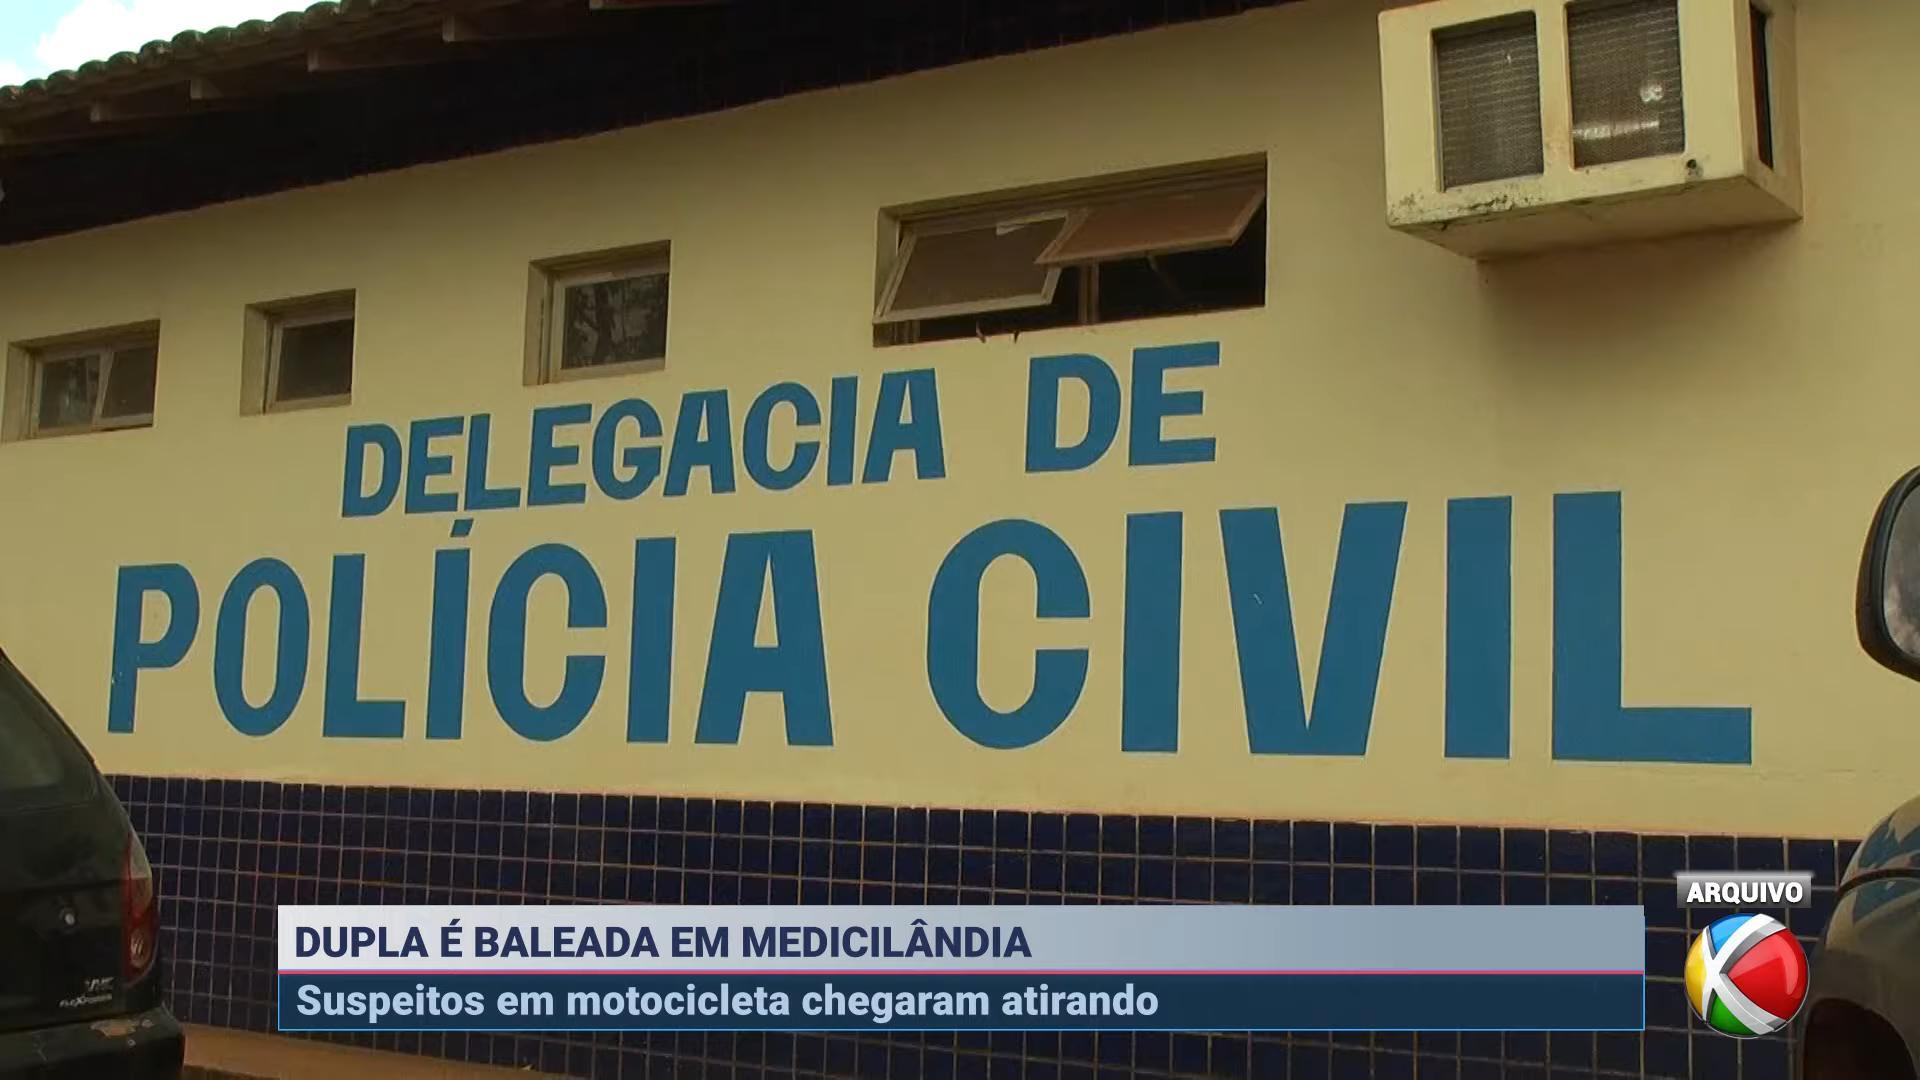 DELEGACIA DE
POLÍCIA CIVIL
ARQUIVO
DUPLA É BALEADA EM MEDICILÂNDIA
Suspeitos em motocicleta chegaram atirando